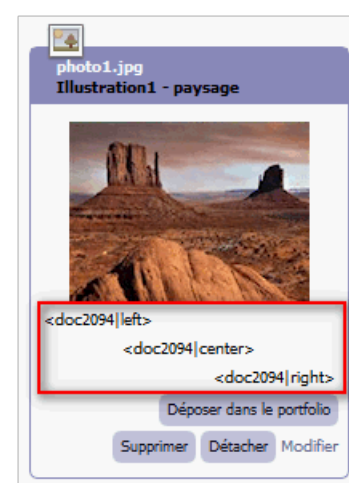 photo1.jpg
Illustration1 - paysage
<doc2094|left>
<doc2094|center>
<doc2094|right>
Déposer dans le portfolio
Supprimer Détacher Modifier